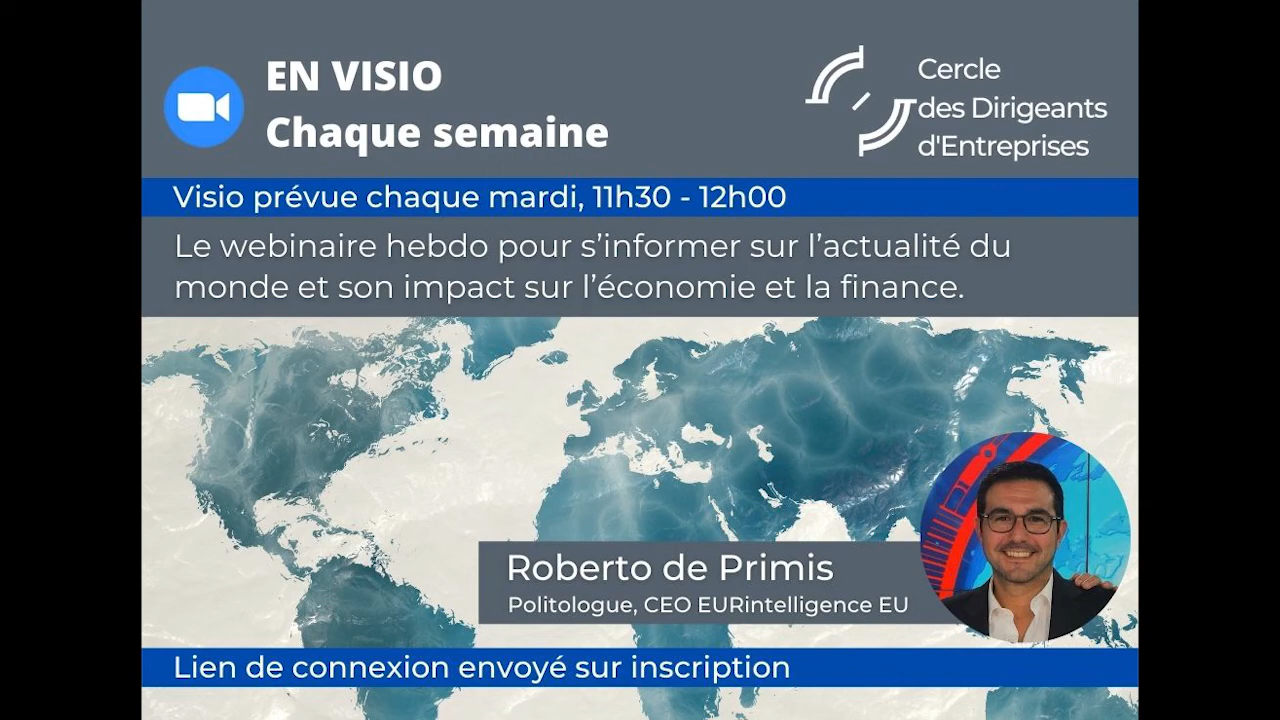 EN VISIO
Chaque semaine
Cercle
des Dirigeants
d'Entreprises
Visio prévue chaque mardi, 11h30 - 12h00
Le webinaire hebdo pour s’informer sur l’actualité du
monde et son impact sur l’économie et la finance.
Roberto de Primis
Politologue, CEO EURintelligence EU
Lien de connexion envoyé sur inscription